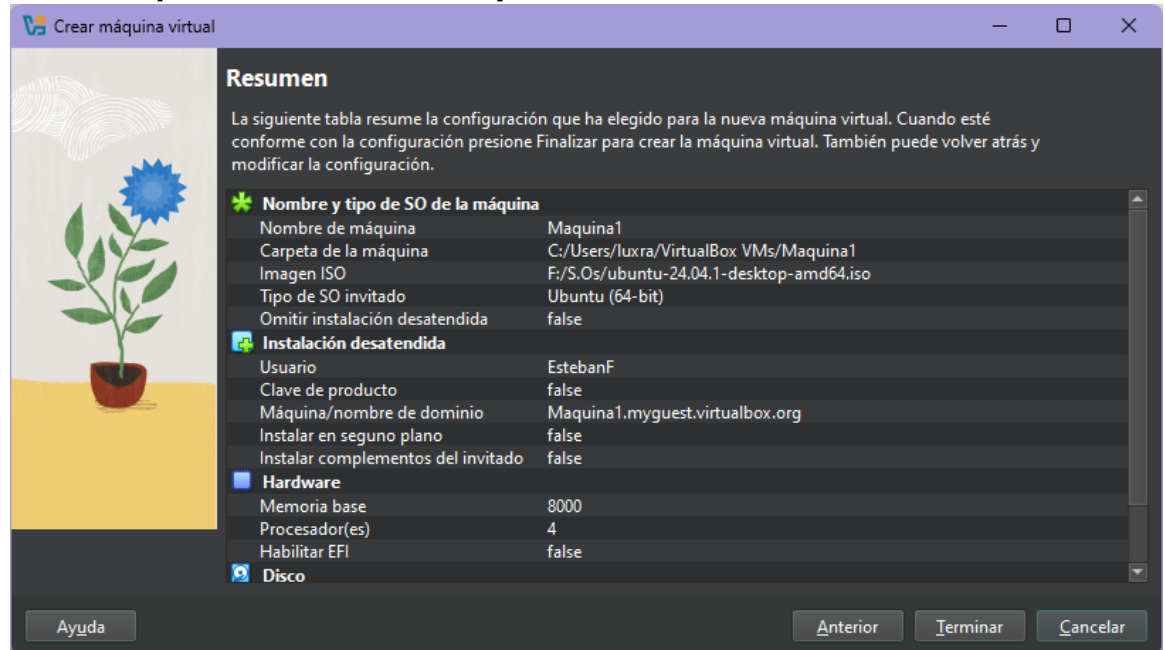 Crear máquina virtual
Resumen
La siguiente tabla resume la configuración que ha elegido para la nueva máquina virtual. Cuando esté
conforme con la configuración presione Finalizar para crear la máquina virtual. También puede volver atrás y
modificar la configuración.
Nombre y tipo de SO de la máquina
Nombre de máquina Maquina1
Carpeta de la máquina C:/Users/luxra/VirtualBox VMs/Maquina1
Imagen ISO F:/S.Os/ubuntu-24.04.1-desktop-amd64.iso
Tipo de SO invitado Ubuntu (64-bit)
Omitir instalación desatendida false
Instalación desatendida
Usuario EstebanF
Clave de producto false
Máquina/nombre de dominio Maquina1.myguest.virtualbox.org
Instalar en seguno plano false
Instalar complementos del invitado false
Hardware
Memoria base 8000
Procesador(es) 4
Habilitar EFI false
Disco
Ayuda Anterior Terminar Cancelar